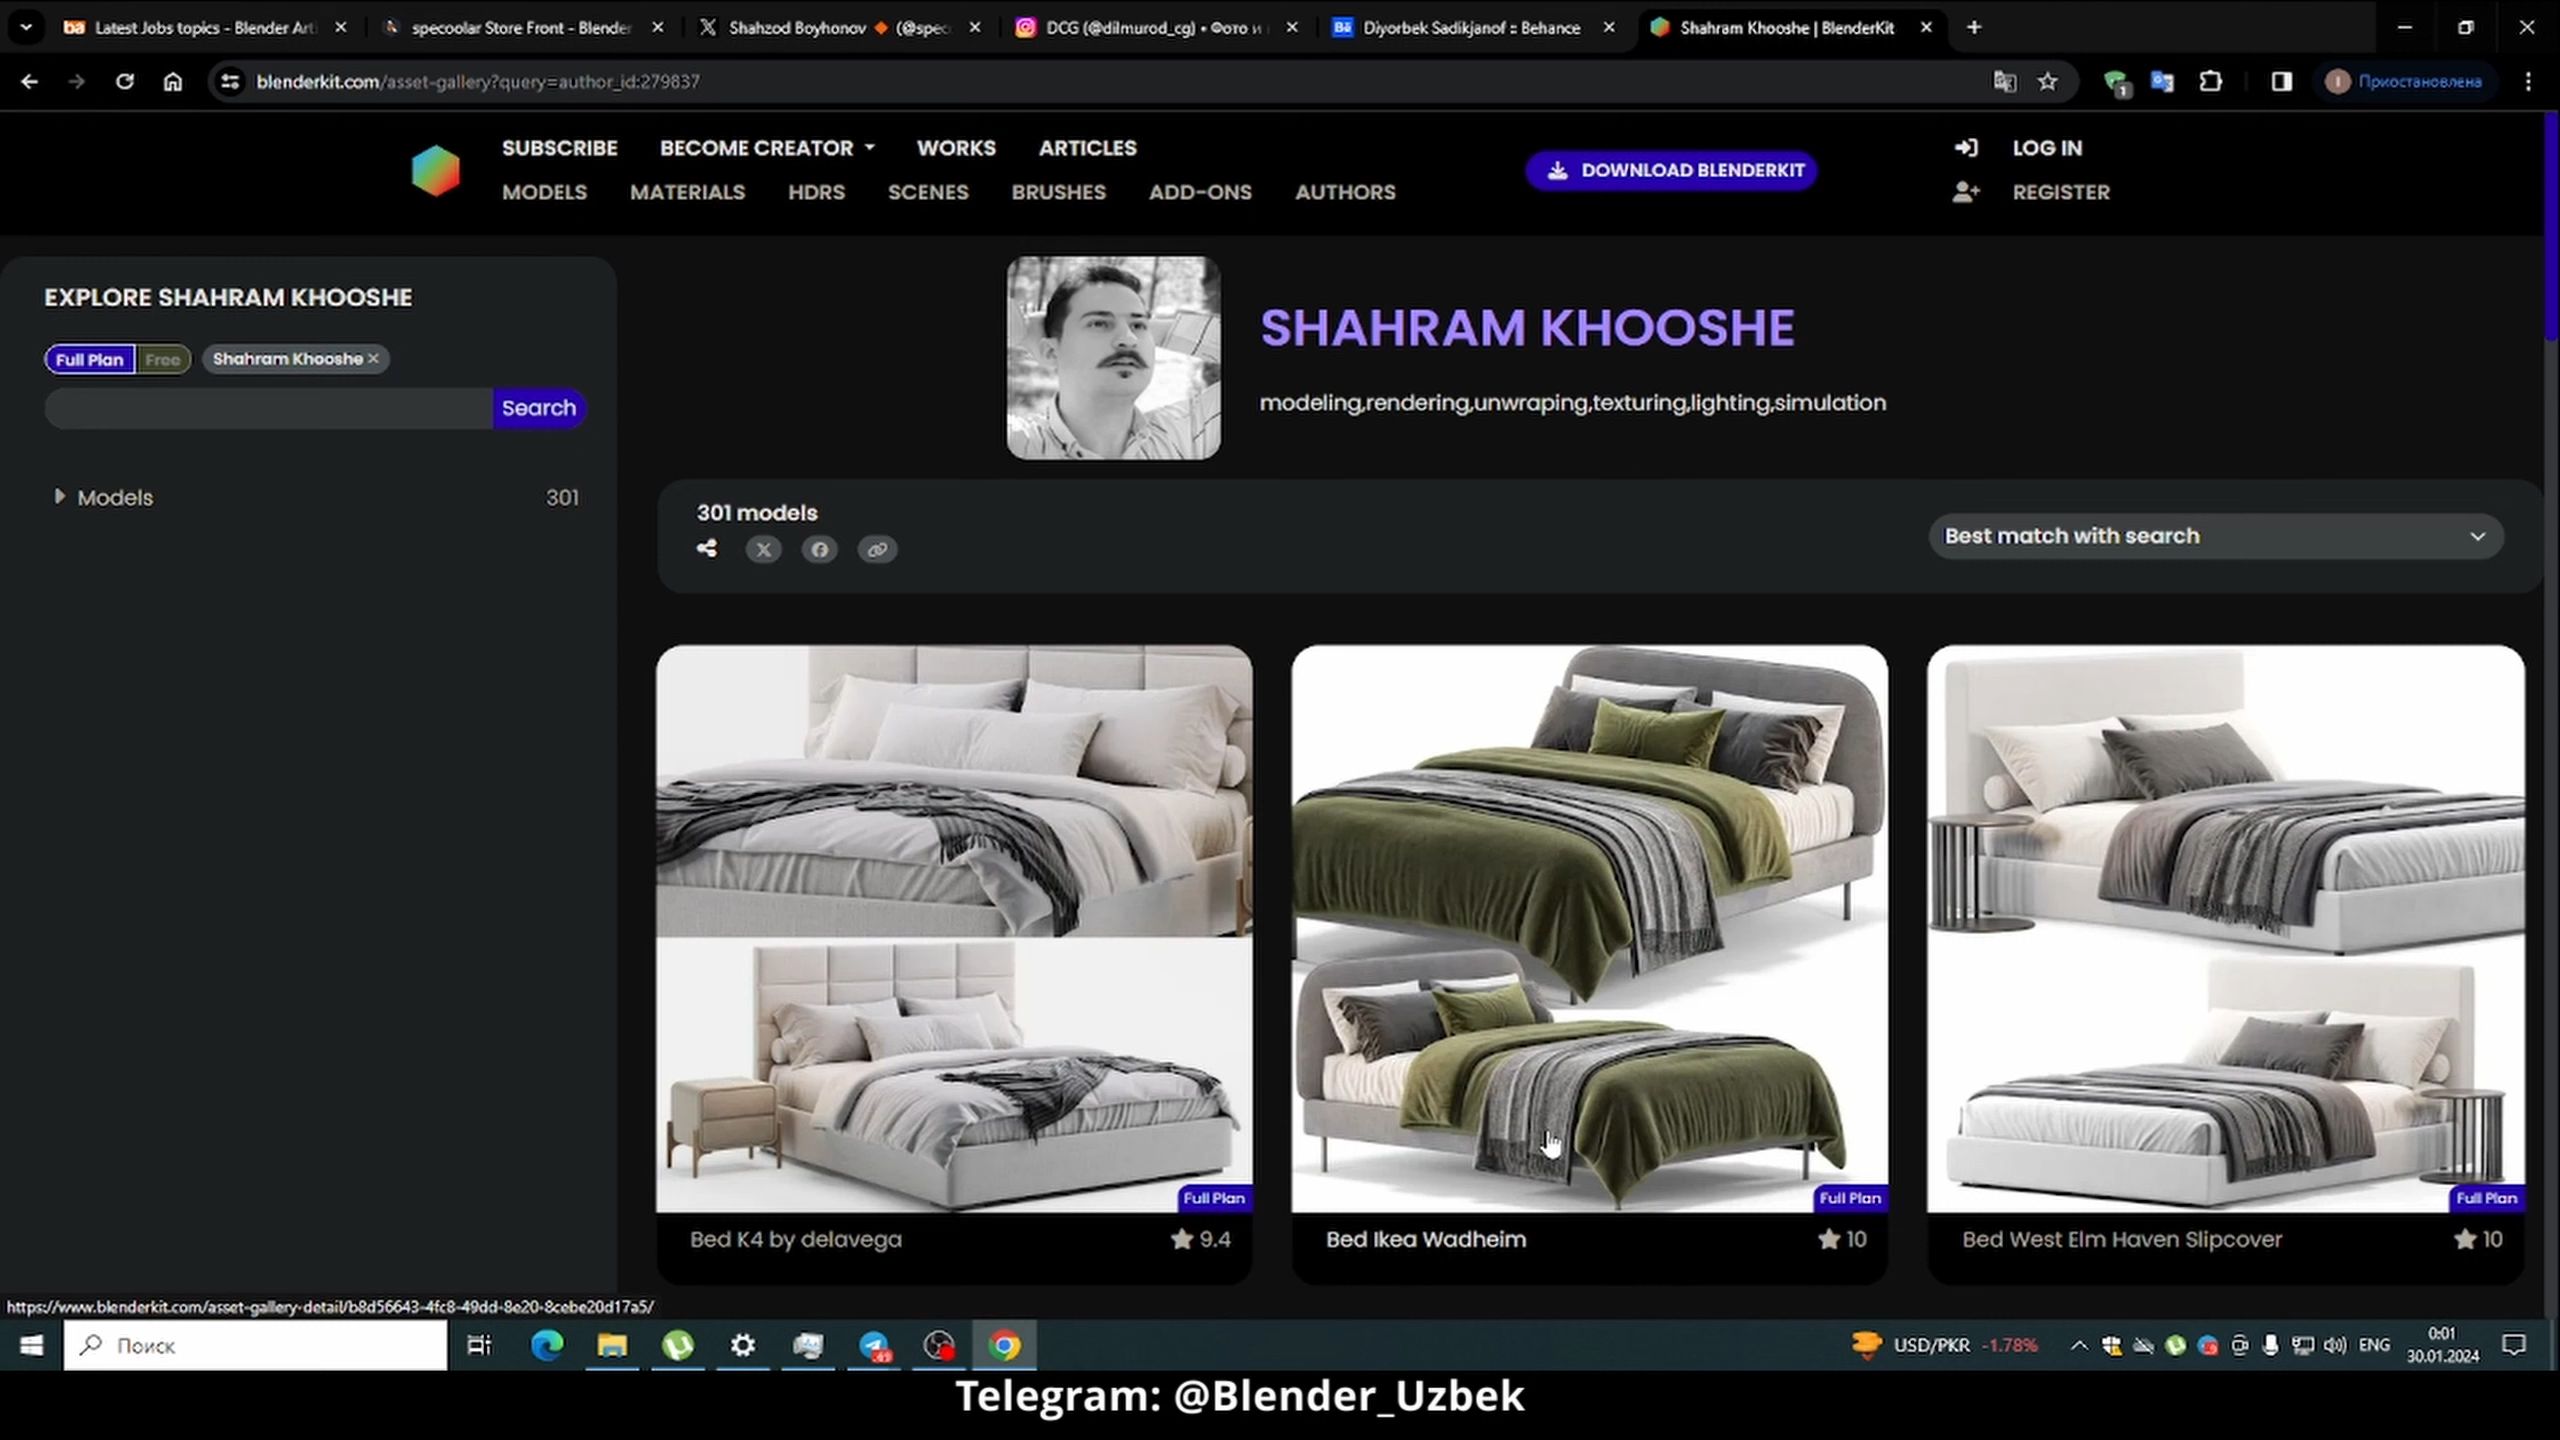 Latest Jobs topics - Blender Art
specoolar Store Front - Blender
Shahzod Boyhonov 🔸 (@spec
DCG (@dilmurod_cg) • Фото и
Diyorbek Sadikjanof :: Behance
Shahram Khooshe | BlenderKit
blenderkit.com/asset-gallery?query=author_id:279837
1
Приостановлена
SUBSCRIBE
BECOME CREATOR
WORKS
ARTICLES
MODELS
MATERIALS
HDRS
SCENES
BRUSHES
ADD-ONS
AUTHORS
DOWNLOAD BLENDERKIT
LOG IN
REGISTER
EXPLORE SHAHRAM KHOOSHE
Full Plan Free Shahram Khooshe ×
Search
Models 301
SHAHRAM KHOOSHE
modeling,rendering,unwraping,texturing,lighting,simulation
301 models
Best match with search
Full Plan
Full Plan
Full Plan
Bed K4 by delavega 9.4
Bed Ikea Wadheim 10
Bed West Elm Haven Slipcover 10
https://www.blenderkit.com/asset-gallery-detail/b8d56643-4fc8-49dd-8e20-8cebe20d17a5/
Поиск
USD/PKR -1.78%
ENG
0:01
30.01.2024
Telegram: @Blender_Uzbek